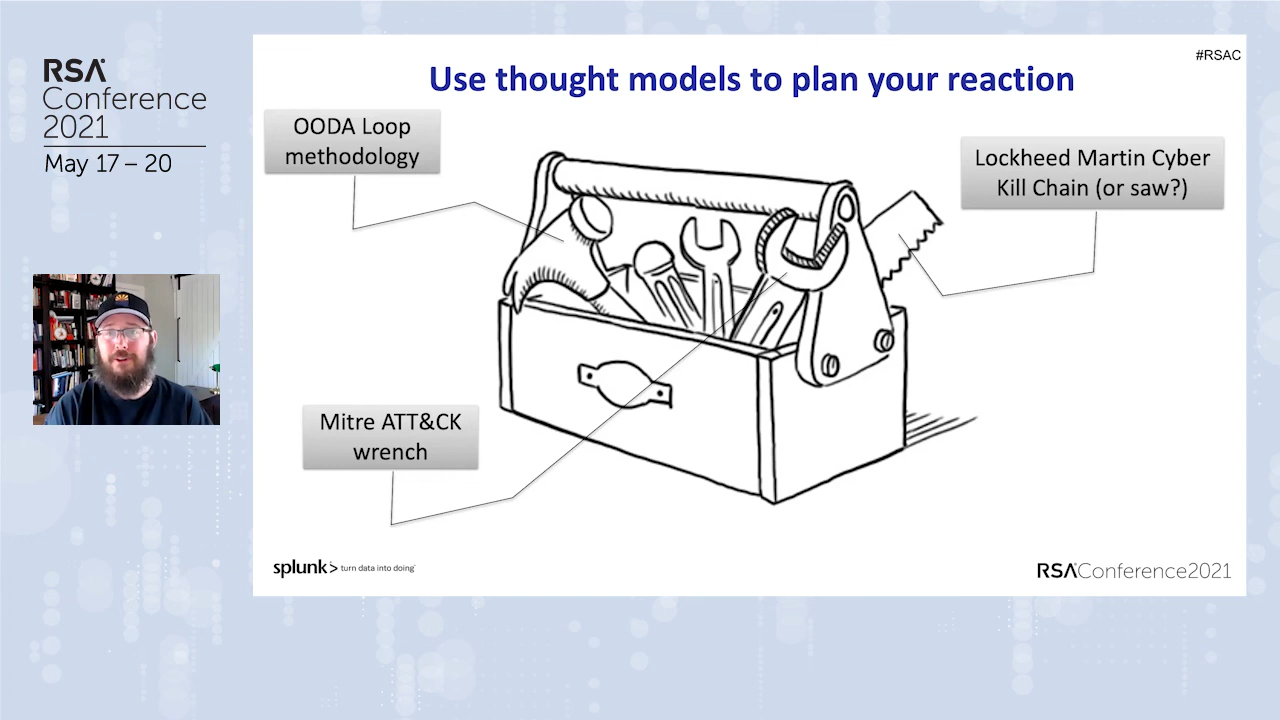 RSA
Conference
2021
May 17 – 20
#RSAC
Use thought models to plan your reaction
OODA Loop
methodology
Lockheed Martin Cyber
Kill Chain (or saw?)
Mitre ATT&CK
wrench
splunk> turn data into doing
RSAConference2021